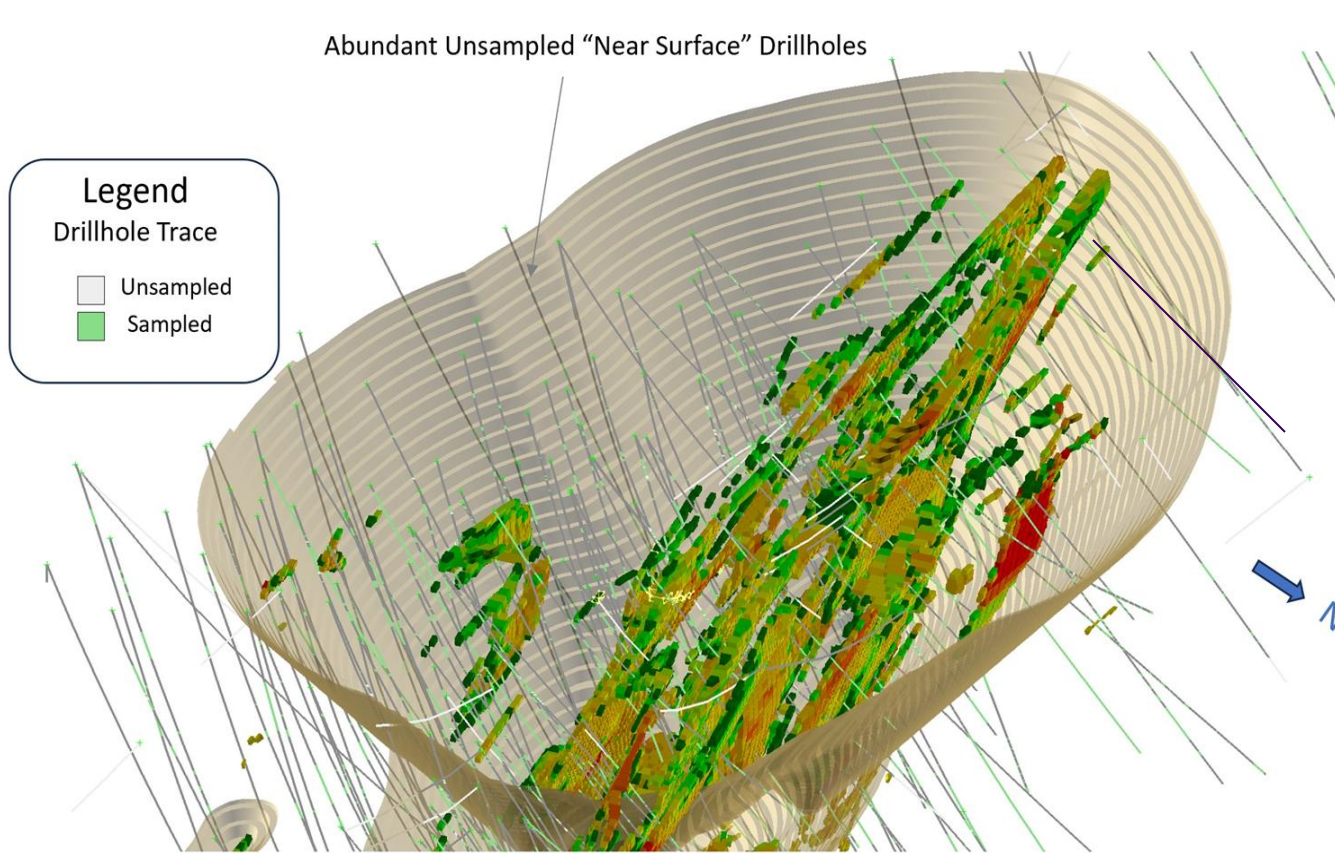 Abundant Unsampled “Near Surface” Drillholes
Legend
Drillhole Trace
Unsampled
Sampled
N